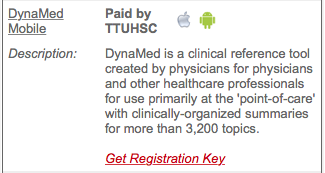 DynaMed Paid by
Mobile TTUHSC
Description: DynaMed is a clinical reference tool
created by physicians for physicians
and other healthcare professionals
for use primarily at the 'point-of-care'
with clinically-organized summaries
for more than 3,200 topics.
Get Registration Key